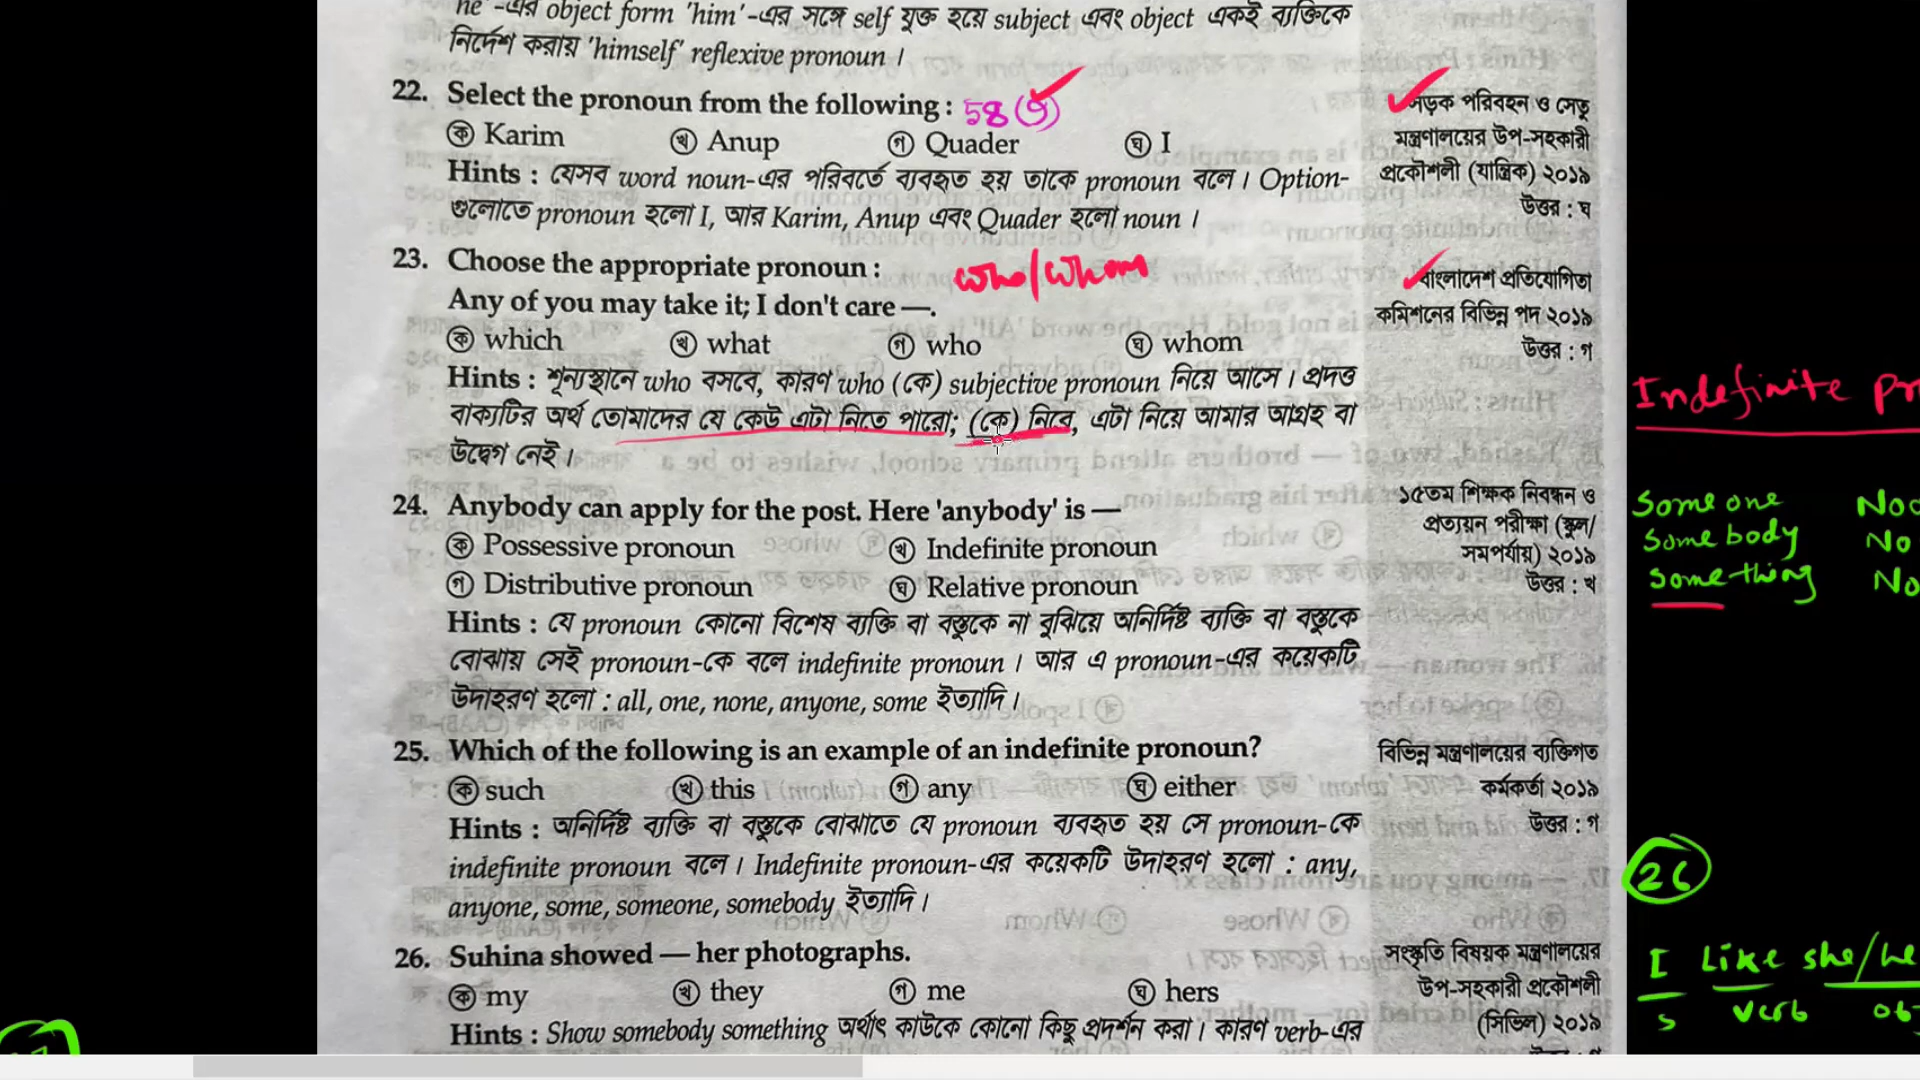 he'-এর object form 'him'-এর সঙ্গে self যুক্ত হয়ে subject এবং object একই ব্যক্তিকে
নির্দেশ করায় 'himself' reflexive pronoun ।
22. Select the pronoun from the following :
ক Karim খ Anup গ Quader ঘ I
Hints : যেসব word noun-এর পরিবর্তে ব্যবহৃত হয় তাকে pronoun বলে । Option-
গুলোতে pronoun হলো I, আর Karim, Anup এবং Quader হলো noun ।
সড়ক পরিবহন ও সেতু
মন্ত্রণালয়ের উপ-সহকারী
প্রকৌশলী (যান্ত্রিক) ২০১৯
উত্তর : ঘ
23. Choose the appropriate pronoun : who/whom
Any of you may take it; I don't care —.
ক which খ what গ who ঘ whom
Hints : শূন্যস্থানে who বসবে, কারণ who (কে) subjective pronoun নিয়ে আসে । প্রদত্ত
বাক্যটির অর্থ তোমাদের যে কেউ এটা নিতে পারো; (কে) নিবে, এটা নিয়ে আমার আগ্রহ বা
উদ্বেগ নেই ।
বাংলাদেশ প্রতিযোগিতা
কমিশনের বিভিন্ন পদ ২০১৯
উত্তর : গ
24. Anybody can apply for the post. Here 'anybody' is —
ক Possessive pronoun খ Indefinite pronoun
গ Distributive pronoun ঘ Relative pronoun
Hints : যে pronoun কোনো বিশেষ ব্যক্তি বা বস্তুকে না বুঝিয়ে অনির্দিষ্ট ব্যক্তি বা বস্তুকে
বোঝায় সেই pronoun-কে বলে indefinite pronoun । আর এ pronoun-এর কয়েকটি
উদাহরণ হলো : all, one, none, anyone, some ইত্যাদি ।
১৫তম শিক্ষক নিবন্ধন ও
প্রত্যয়ন পরীক্ষা (স্কুল/
সমপর্যায়) ২০১৯
উত্তর : খ
25. Which of the following is an example of an indefinite pronoun?
ক such খ this গ any ঘ either
Hints : অনির্দিষ্ট ব্যক্তি বা বস্তুকে বোঝাতে যে pronoun ব্যবহৃত হয় সে pronoun-কে
indefinite pronoun বলে । Indefinite pronoun-এর কয়েকটি উদাহরণ হলো : any,
anyone, some, someone, somebody ইত্যাদি ।
বিভিন্ন মন্ত্রণালয়ের ব্যক্তিগত
কর্মকর্তা ২০১৯
উত্তর : গ
26. Suhina showed — her photographs.
ক my খ they গ me ঘ hers
Hints : Show somebody something অর্থাৎ কাউকে কোনো কিছু প্রদর্শন করা । কারণ verb-এর
সংস্কৃতি বিষয়ক মন্ত্রণালয়ের
উপ-সহকারী প্রকৌশলী
(সিভিল) ২০১৯
Indefinite pr
Some one Noo
Some body No
Some thing No
26
I Like she/he
s verb ob